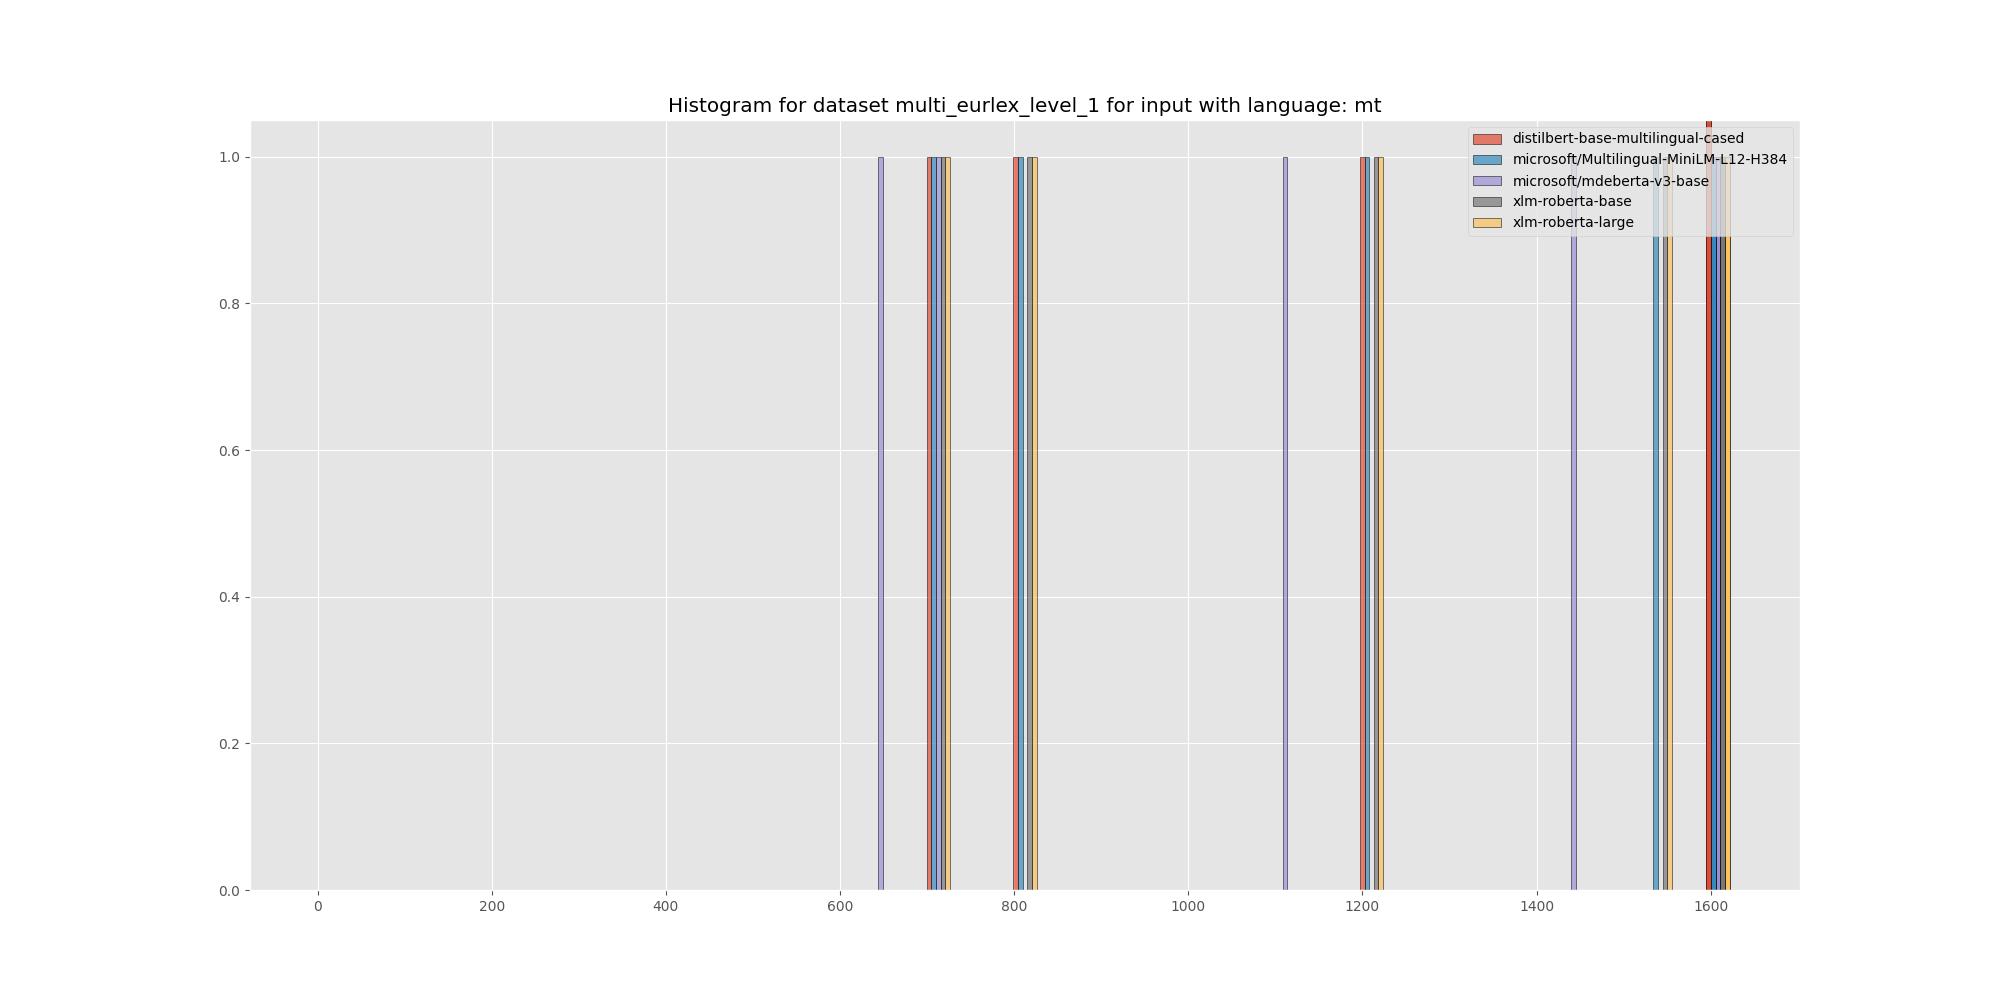 Histogram for dataset multi_eurlex_level_1 for input with language: mt
distilbert-base-multilingual-cased
microsoft/Multilingual-MiniLM-L12-H384
microsoft/mdeberta-v3-base
xlm-roberta-base
xlm-roberta-large
1.0
0.8
0.6
0.4
0.2
0.0
0 200 400 600 800 1000 1200 1400 1600